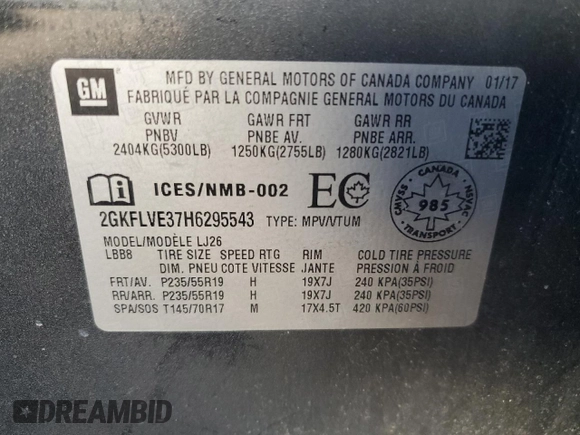 GM
MFD BY GENERAL MOTORS OF CANADA COMPANY 01/17
FABRIQUÉ PAR LA COMPAGNIE GENERAL MOTORS DU CANADA
GVWR GAWR FRT GAWR RR
PNBV PNBE AV. PNBE ARR.
2404KG(5300LB) 1250KG(2755LB) 1280KG(2821LB)
i ICES/NMB-002 EC
CMVSS NSVAC
985
TRANSPORT
2GKFLVE37H6295543 TYPE: MPV/VTUM
MODEL/MODÈLE LJ26
LBB8 TIRE SIZE SPEED RTG RIM COLD TIRE PRESSURE
DIM. PNEU COTE VITESSE JANTE PRESSION À FROID
FRT/AV. P235/55R19 H 19X7J 240 KPA(35PSI)
RR/ARR. P235/55R19 H 19X7J 240 KPA(35PSI)
SPA/SOS T145/70R17 M 17X4.5T 420 KPA(60PSI)
DREAMBID